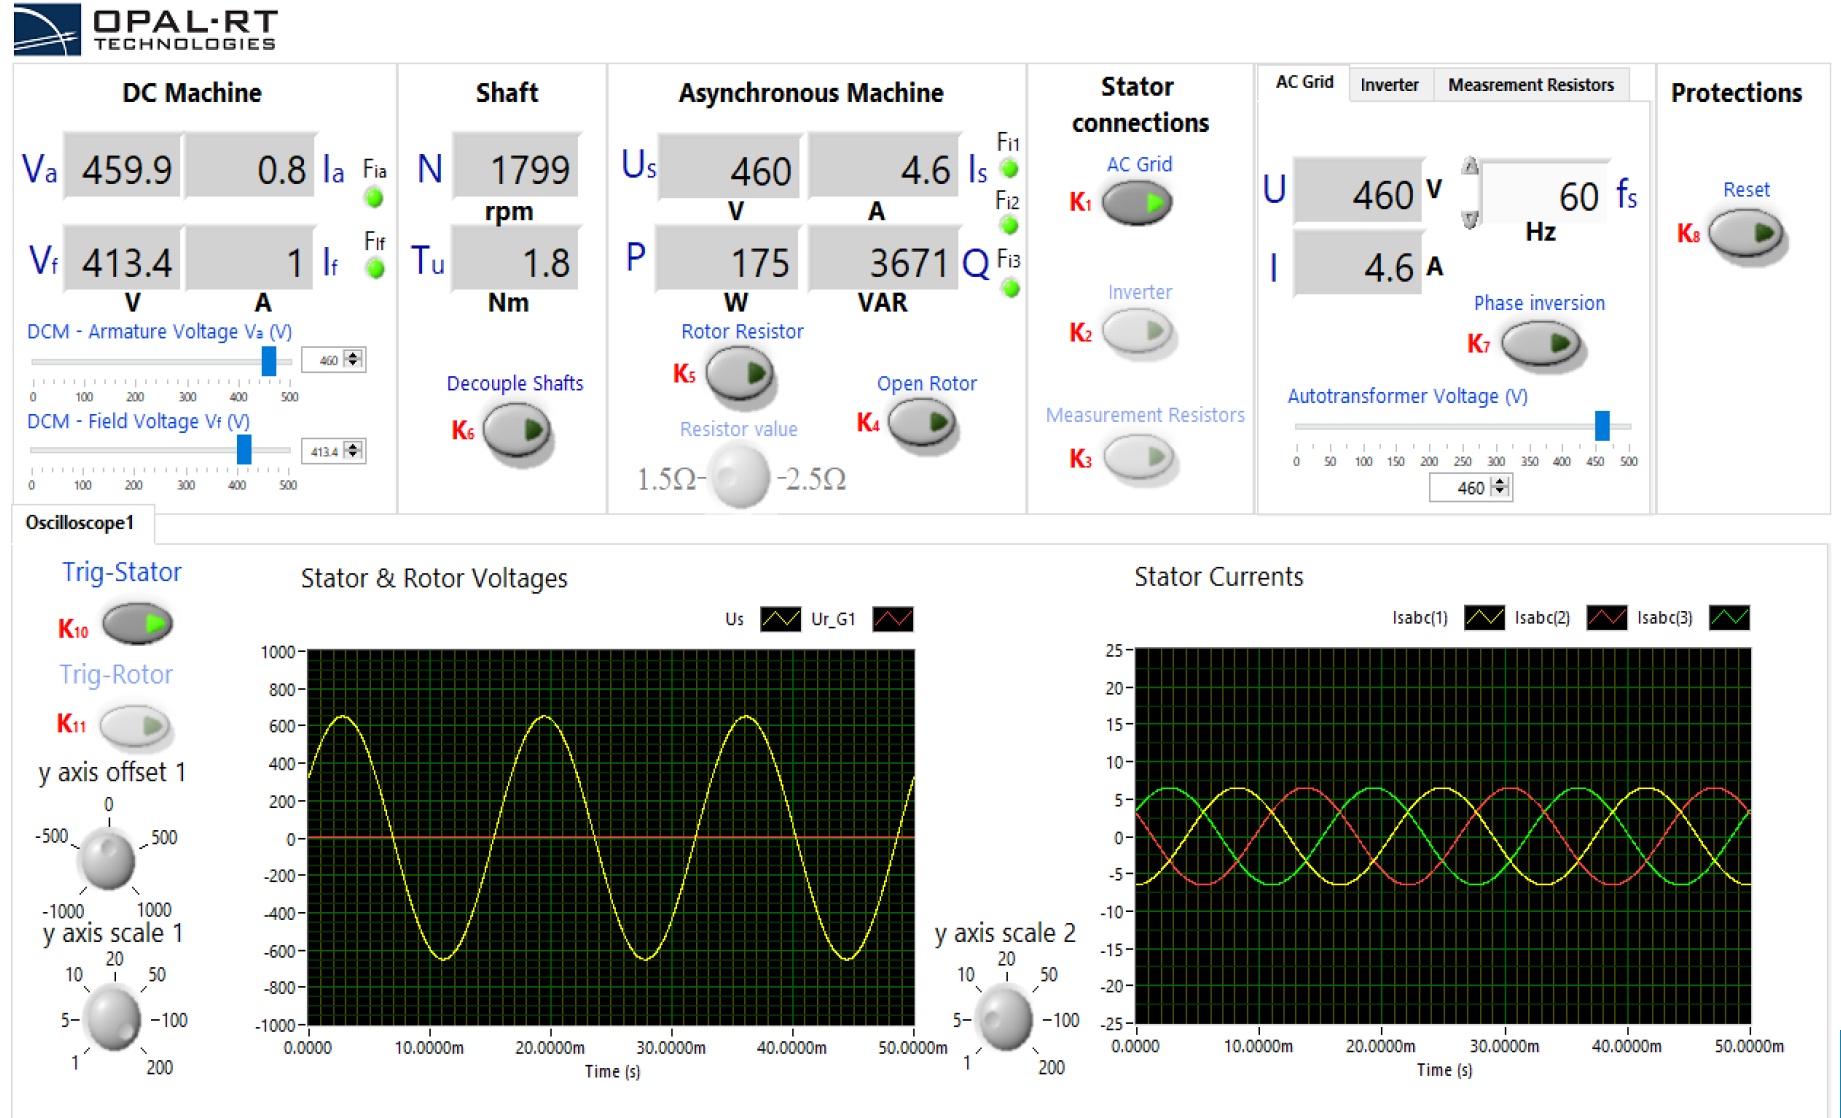 OPAL-RT
TECHNOLOGIES
DC Machine
Va 459.9 0.8 Ia Fia
Vf 413.4 1 If FIf
V A
DCM - Armature Voltage Va (V)
460
0 100 200 300 400 500
DCM - Field Voltage Vf (V)
413.4
0 100 200 300 400 500
Shaft
N 1799
rpm
Tu 1.8
Nm
Decouple Shafts
K6
Asynchronous Machine
Us 460 4.6 Is Fi1
V A Fi2
P 175 3671 Q Fi3
W VAR
Rotor Resistor
K5
Open Rotor
K4
Resistor value
1.5Ω- -2.5Ω
Stator
connections
AC Grid
K1
Inverter
K2
Measurement Resistors
K3
AC Grid Inverter Measrement Resistors
U 460 V 60 fs
Hz
I 4.6 A
Phase inversion
K7
Autotransformer Voltage (V)
0 50 100 150 200 250 300 350 400 450 500
460
Protections
Reset
K8
Oscilloscope1
Trig-Stator
K10
Trig-Rotor
K11
y axis offset 1
0
-500 500
-1000 1000
y axis scale 1
20
10 50
5- -100
1 200
Stator & Rotor Voltages
Us Ur_G1
1000
800
600
400
200
0
-200
-400
-600
-800
-1000
0.0000 10.0000m 20.0000m 30.0000m 40.0000m 50.0000m
Time (s)
y axis scale 2
20
10 50
5- -100
1 200
Stator Currents
Isabc(1) Isabc(2) Isabc(3)
25
20
15
10
5
0
-5
-10
-15
-20
-25
0.0000 10.0000m 20.0000m 30.0000m 40.0000m 50.0000m
Time (s)